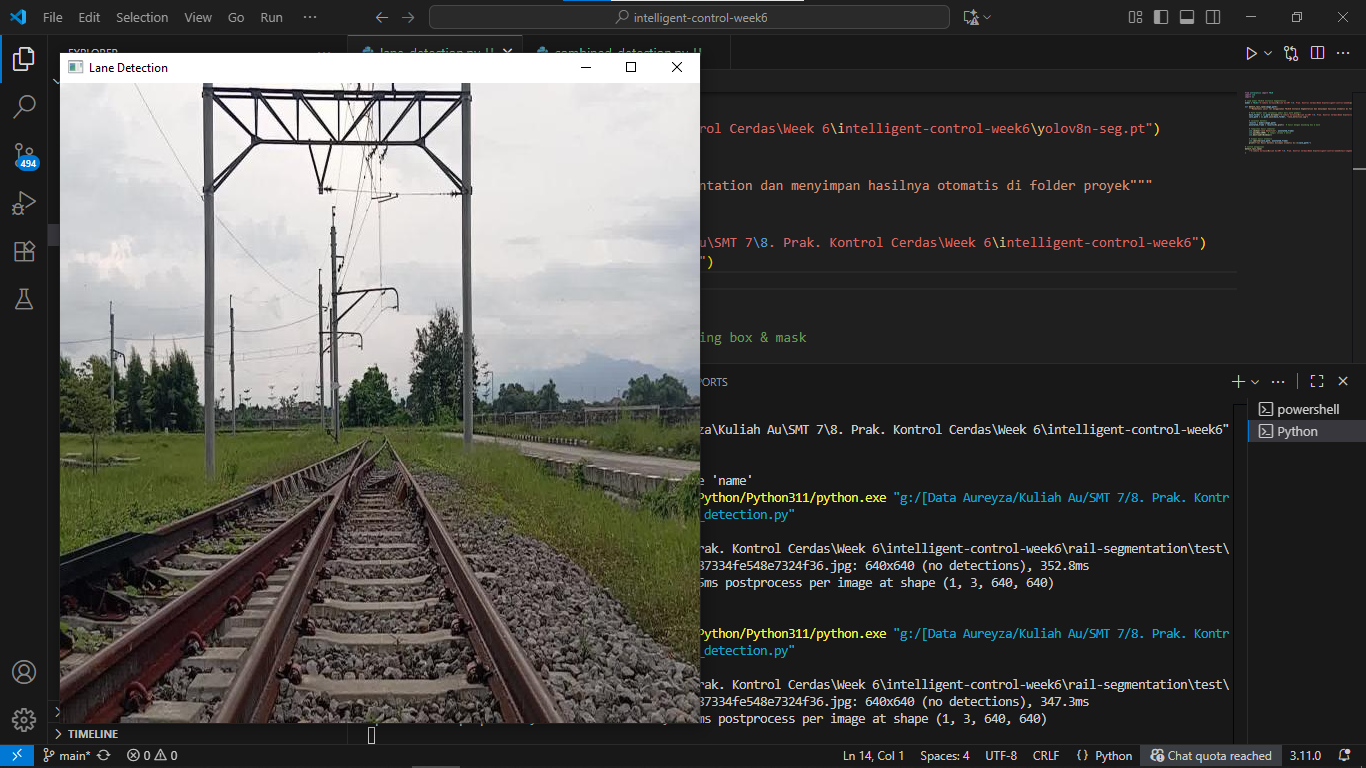 File Edit Selection View Go Run ···
intelligent-control-week6
Lane Detection
rol Cerdas\Week 6\intelligent-control-week6\yolov8n-seg.pt")
ntation dan menyimpan hasilnya otomatis di folder proyek"""
u\SMT 7\8. Prak. Kontrol Cerdas\Week 6\intelligent-control-week6")
")
ing box & mask
PORTS
powershell
Python
za\Kuliah Au\SMT 7\8. Prak. Kontrol Cerdas\Week 6\intelligent-control-week6"
e 'name'
Python/Python311/python.exe "g:/[Data Aureyza/Kuliah Au/SMT 7/8. Prak. Kontr
_detection.py"
rak. Kontrol Cerdas\Week 6\intelligent-control-week6\rail-segmentation\test\
37334fe548e7324f36.jpg: 640x640 (no detections), 352.8ms
5ms postprocess per image at shape (1, 3, 640, 640)
Python/Python311/python.exe "g:/[Data Aureyza/Kuliah Au/SMT 7/8. Prak. Kontr
_detection.py"
rak. Kontrol Cerdas\Week 6\intelligent-control-week6\rail-segmentation\test\
37334fe548e7324f36.jpg: 640x640 (no detections), 347.3ms
ms postprocess per image at shape (1, 3, 640, 640)
494
TIMELINE
main* 0 0 Ln 14, Col 1 Spaces: 4 UTF-8 CRLF {} Python Chat quota reached 3.11.0